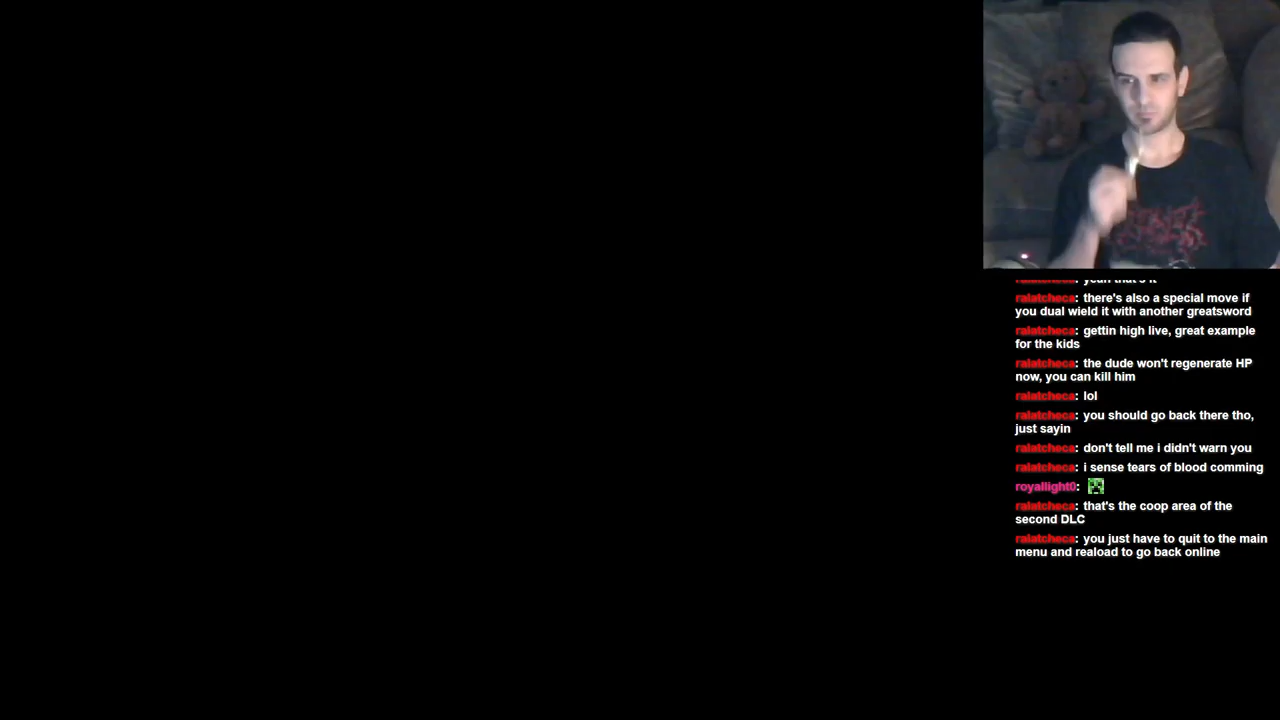 ralatcheca: yeah that's it
ralatcheca: there's also a special move if
you dual wield it with another greatsword
ralatcheca: gettin high live, great example
for the kids
ralatcheca: the dude won't regenerate HP
now, you can kill him
ralatcheca: lol
ralatcheca: you should go back there tho,
just sayin
ralatcheca: don't tell me i didn't warn you
ralatcheca: i sense tears of blood comming
royallight0:
ralatcheca: that's the coop area of the
second DLC
ralatcheca: you just have to quit to the main
menu and reaload to go back online